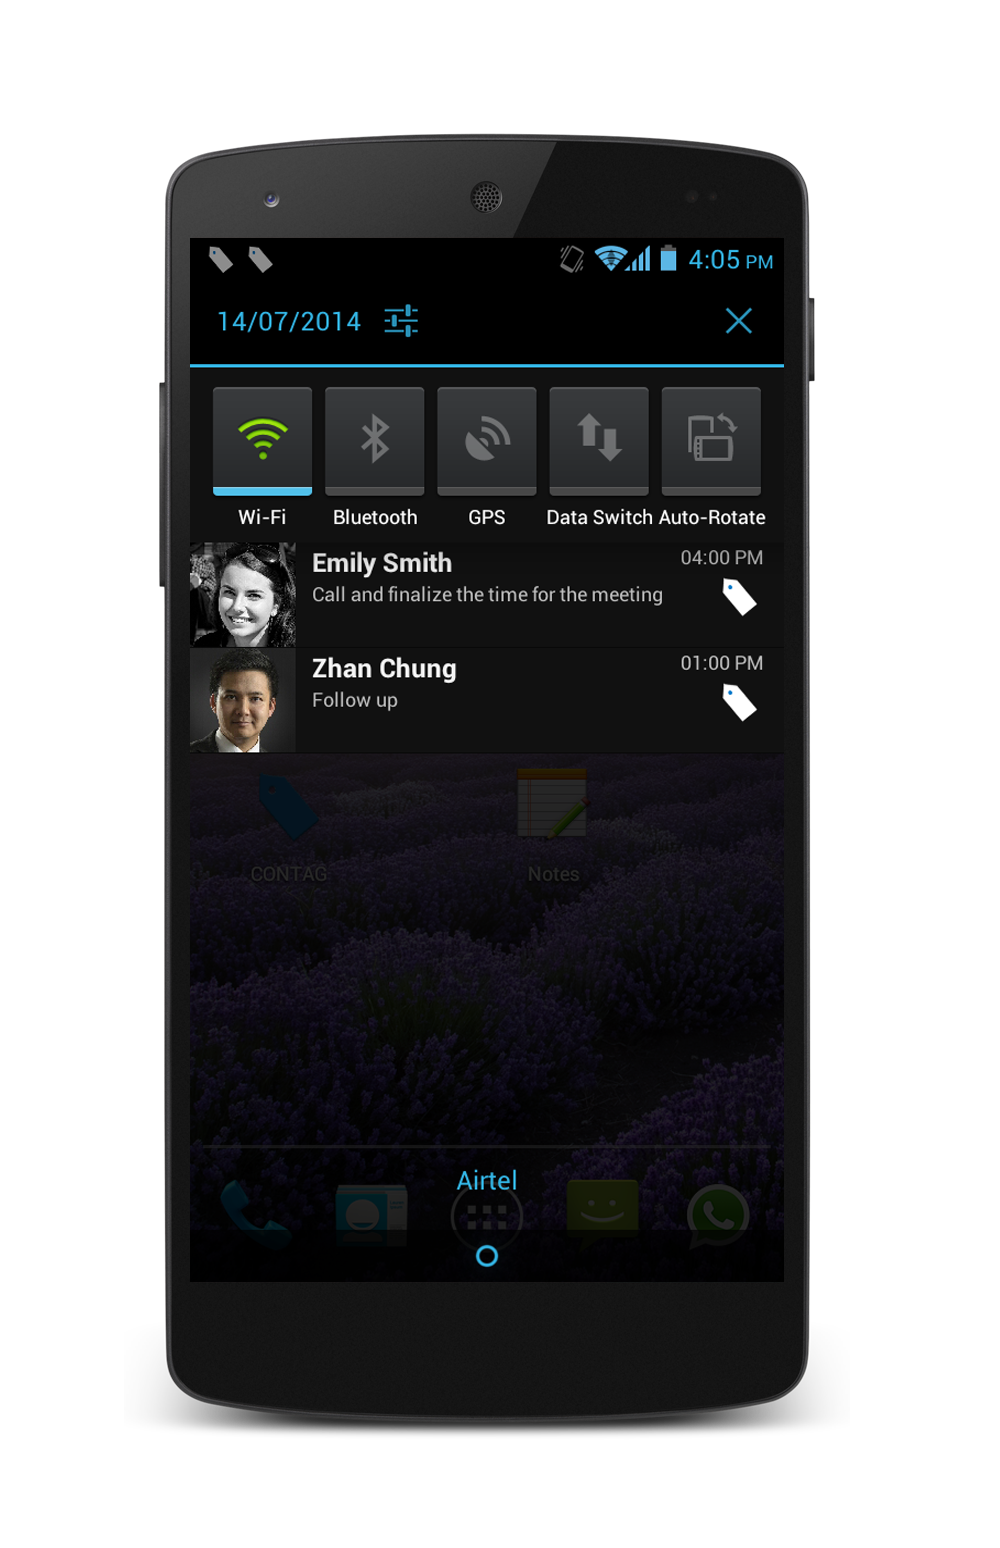 4:05 PM
14/07/2014
Wi-Fi
Bluetooth
GPS
Data Switch
Auto-Rotate
Emily Smith
04:00 PM
Call and finalize the time for the meeting
Zhan Chung
01:00 PM
Follow up
CONTAG
Notes
Airtel